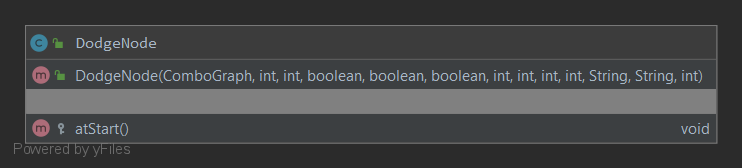 DodgeNode
DodgeNode(ComboGraph, int, int, boolean, boolean, boolean, int, int, int, int, String, String, int)
atStart() void
Powered by yFiles